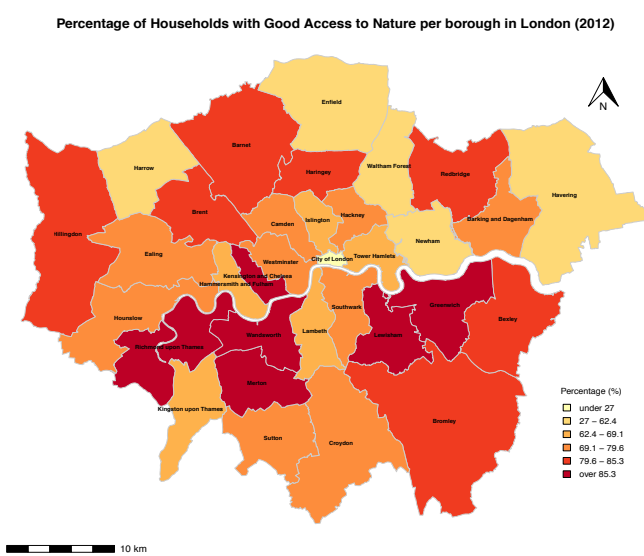 Percentage of Households with Good Access to Nature per borough in London (2012)
N
Enfield
Barnet
Harrow
Haringey
Waltham Forest
Redbridge
Havering
Brent
Hillingdon
Camden
Islington
Hackney
Barking and Dagenham
Ealing
Westminster
City of London
Tower Hamlets
Newham
Kensington and Chelsea
Hammersmith and Fulham
Hounslow
Southwark
Greenwich
Bexley
Richmond upon Thames
Wandsworth
Lambeth
Lewisham
Merton
Kingston upon Thames
Sutton
Croydon
Bromley
Percentage (%)
under 27
27 – 62.4
62.4 – 69.1
69.1 – 79.6
79.6 – 85.3
over 85.3
10 km